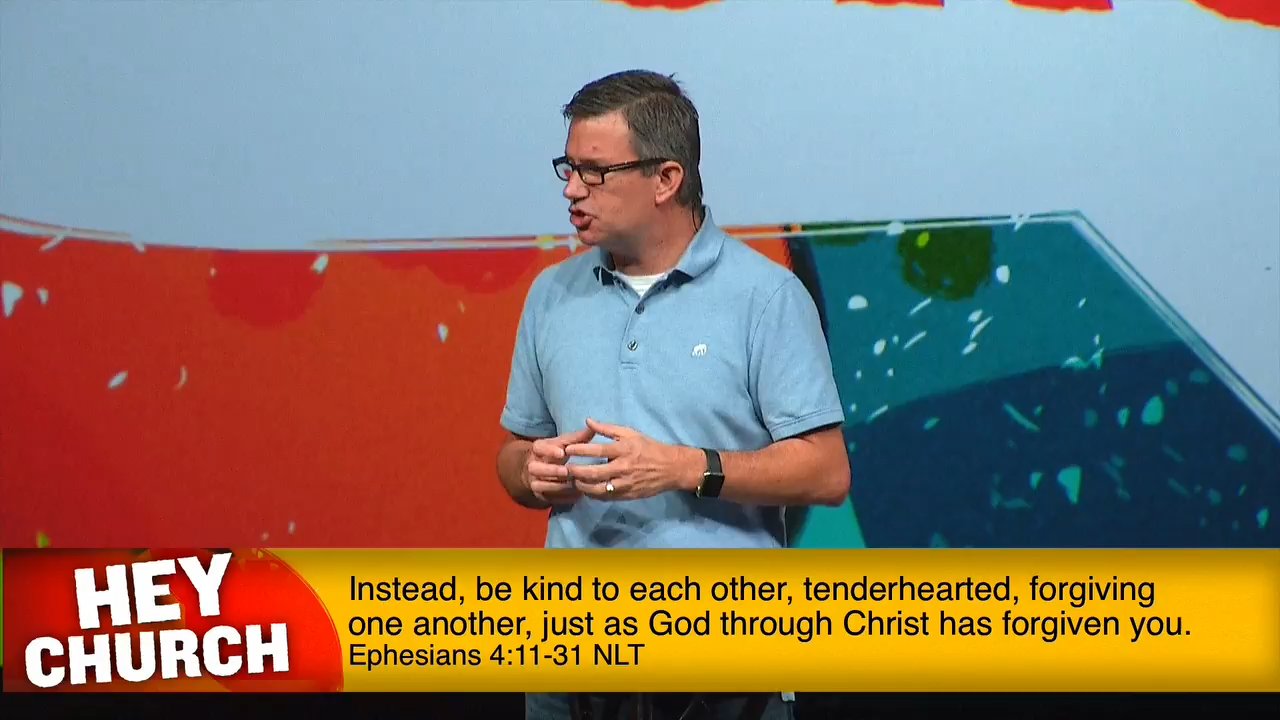 HEY
CHURCH
Instead, be kind to each other, tenderhearted, forgiving
one another, just as God through Christ has forgiven you.
Ephesians 4:11-31 NLT